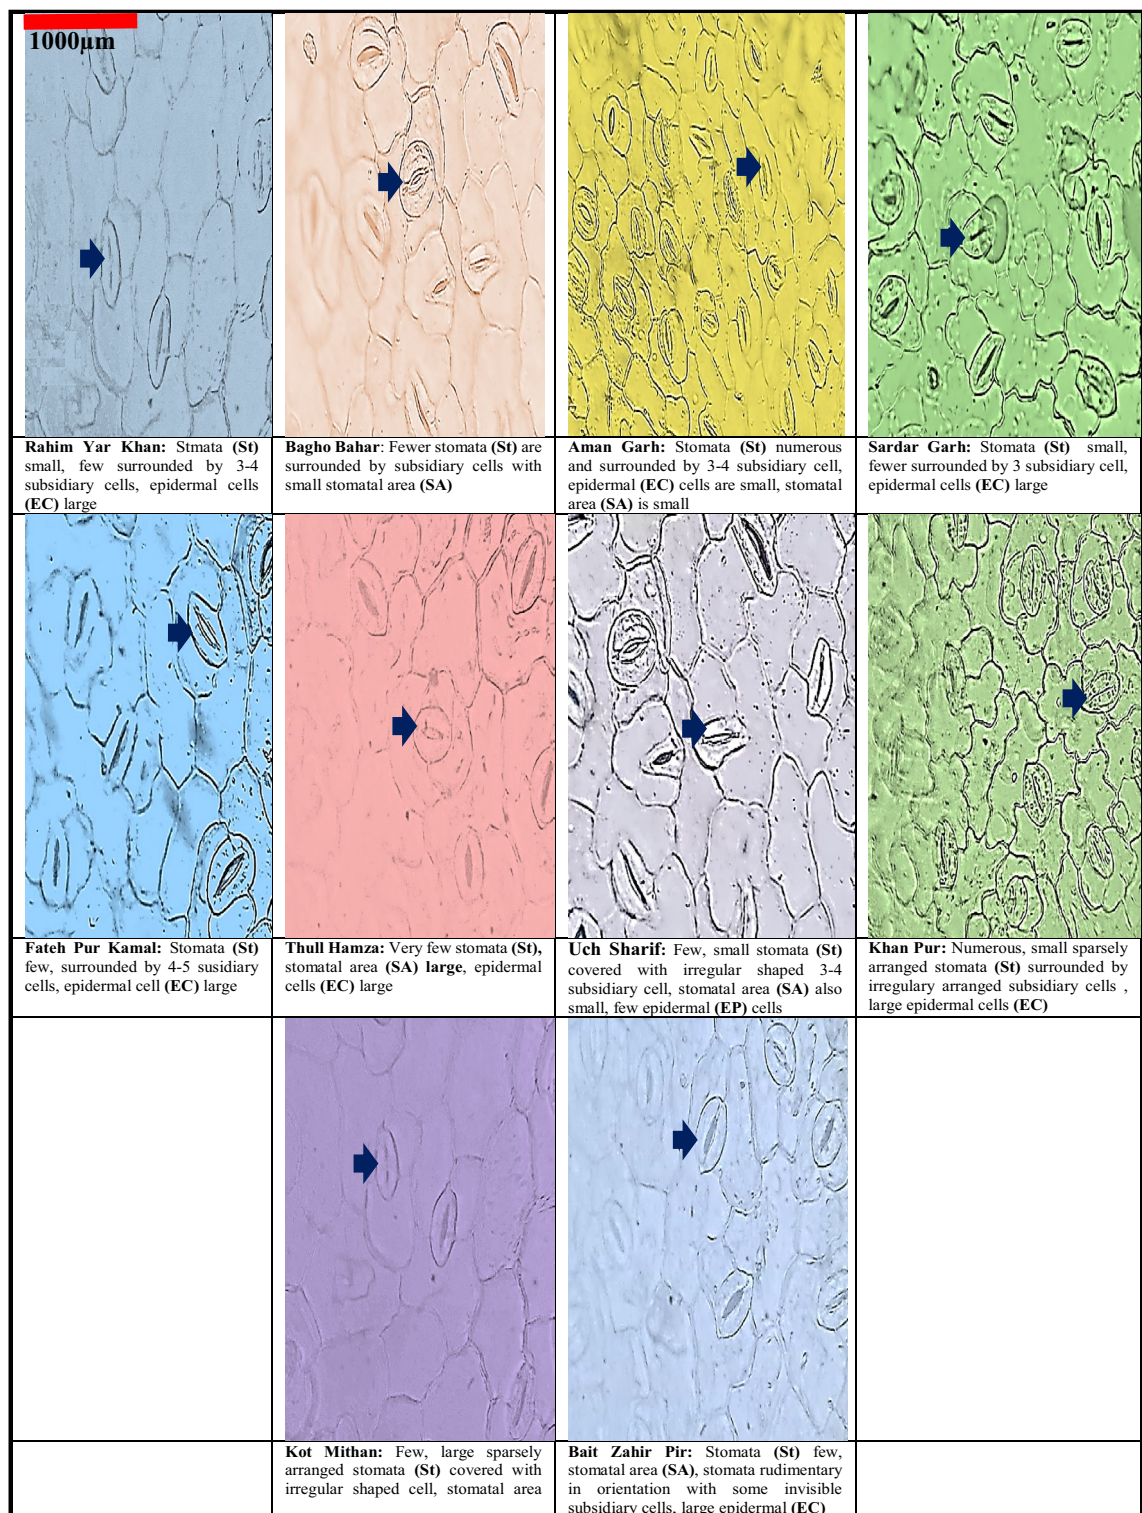 1000µm
Rahim Yar Khan: Stmata (St)
small, few surrounded by 3-4
subsidiary cells, epidermal cells
(EC) large
Bagho Bahar: Fewer stomata (St) are
surrounded by subsidiary cells with
small stomatal area (SA)
Aman Garh: Stomata (St) numerous
and surrounded by 3-4 subsidiary cell,
epidermal (EC) cells are small, stomatal
area (SA) is small
Sardar Garh: Stomata (St) small,
fewer surrounded by 3 subsidiary cell,
epidermal cells (EC) large
Fateh Pur Kamal: Stomata (St)
few, surrounded by 4-5 susidiary
cells, epidermal cell (EC) large
Thull Hamza: Very few stomata (St),
stomatal area (SA) large, epidermal
cells (EC) large
Uch Sharif: Few, small stomata (St)
covered with irregular shaped 3-4
subsidiary cell, stomatal area (SA) also
small, few epidermal (EP) cells
Khan Pur: Numerous, small sparsely
arranged stomata (St) surrounded by
irregulary arranged subsidiary cells ,
large epidermal cells (EC)
Kot Mithan: Few, large sparsely
arranged stomata (St) covered with
irregular shaped cell, stomatal area
Bait Zahir Pir: Stomata (St) few,
stomatal area (SA), stomata rudimentary
in orientation with some invisible
subsidiary cells, large epidermal (EC)